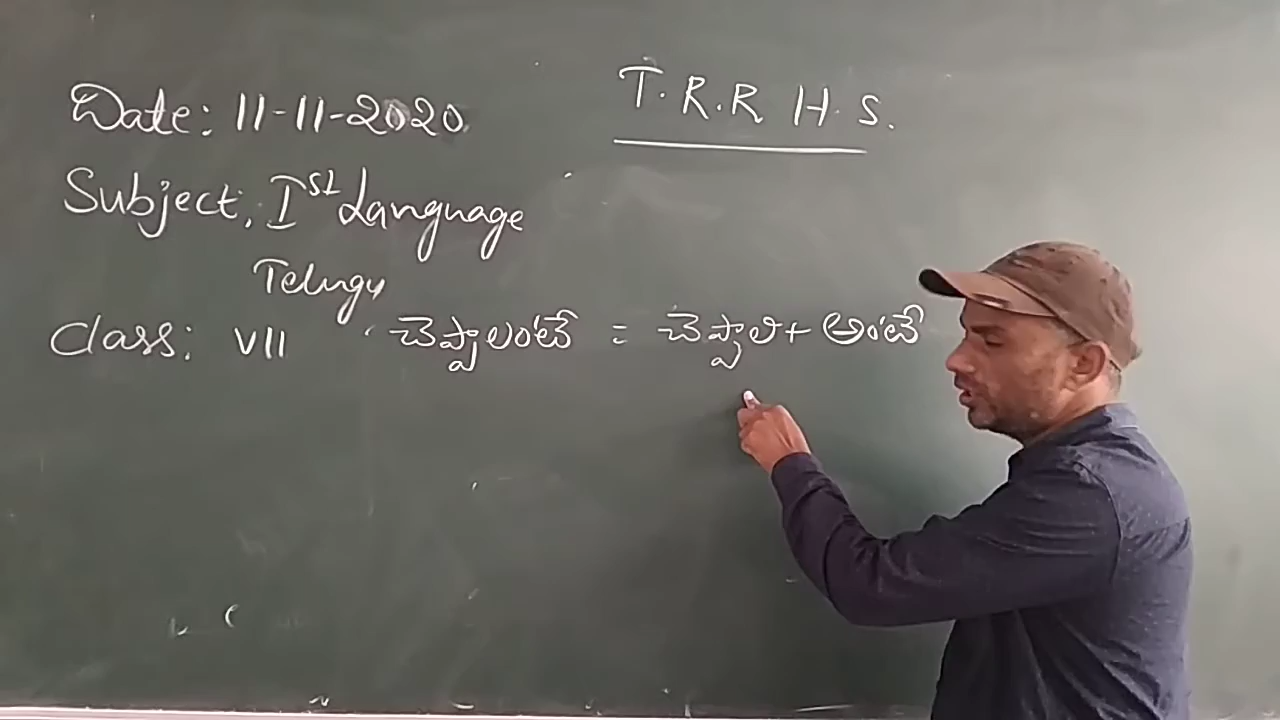 T.R.R H.S.
Date: 11-11-2020
Subject: Ist Language
Telugu
Class: VII చెప్పాలంటే = చెప్పాలి + అంటే